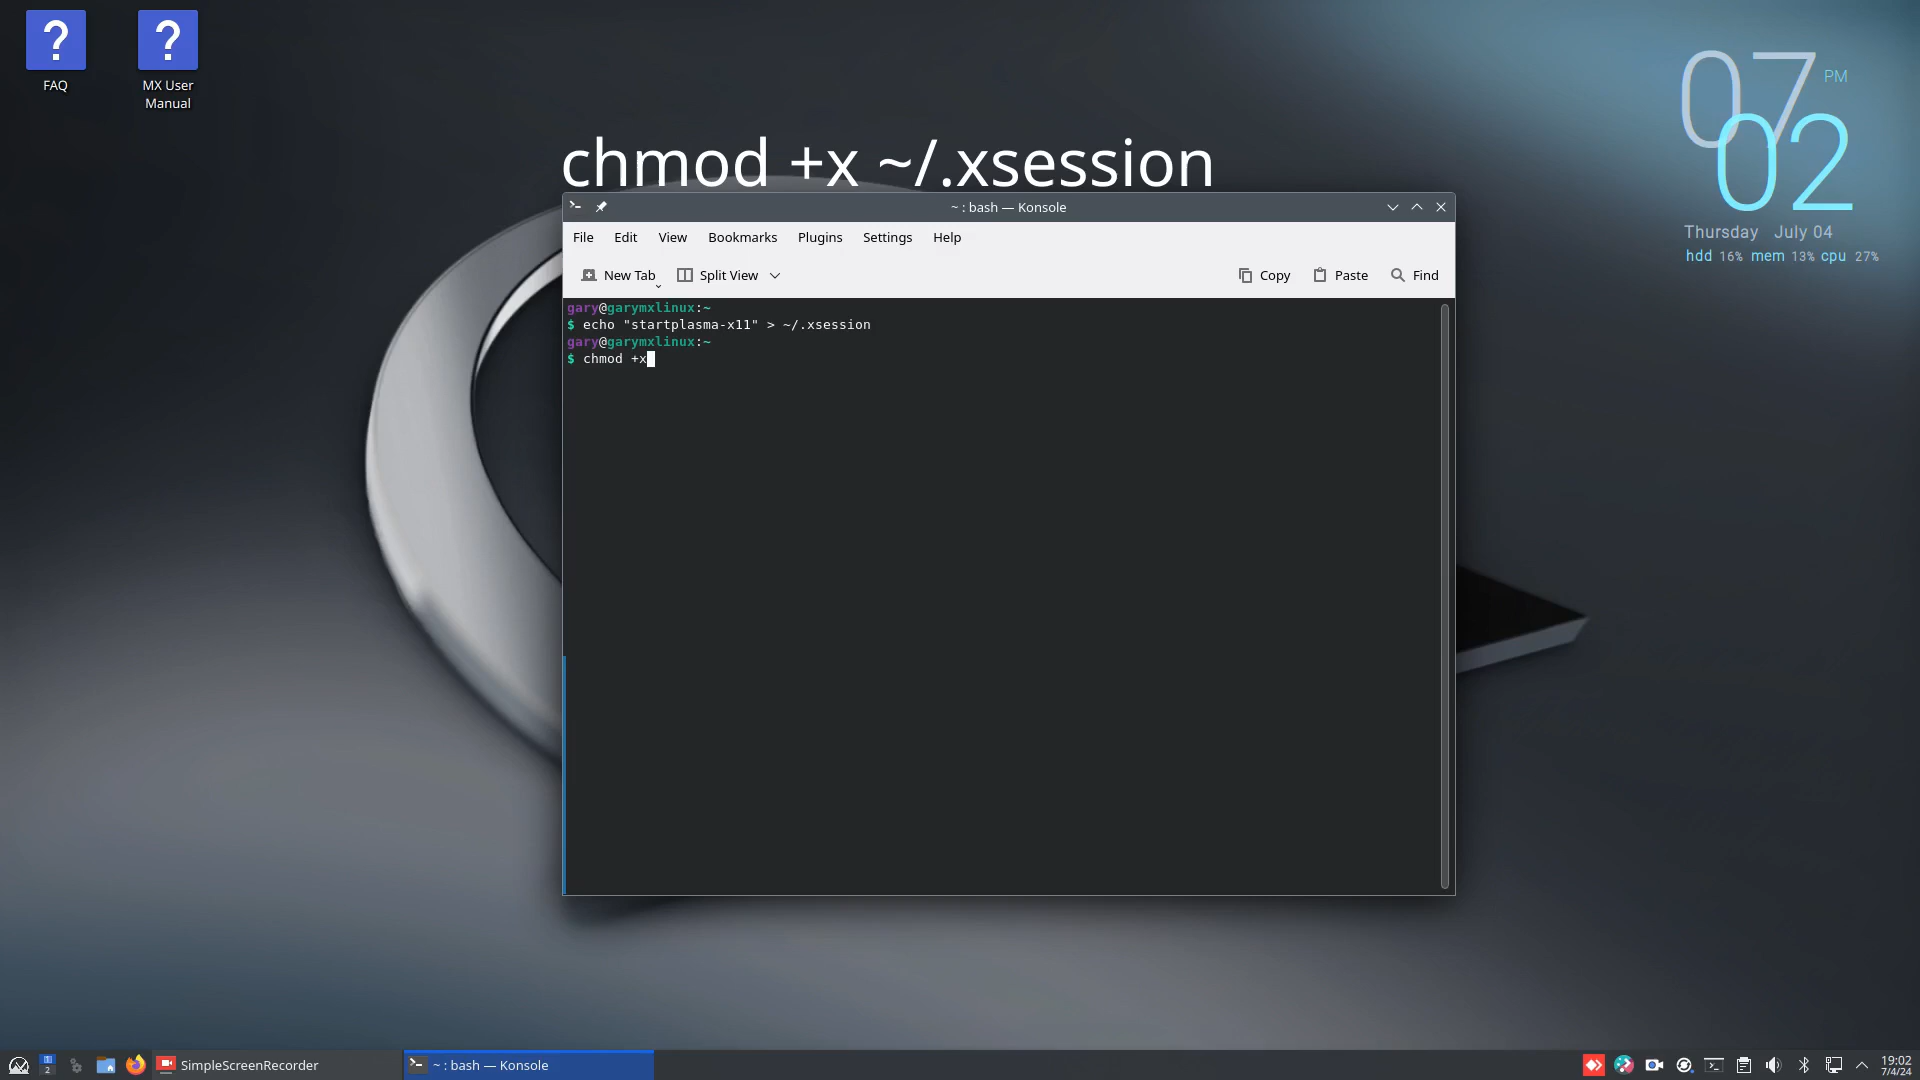 FAQ
MX User
Manual
07 PM
02
Thursday July 04
hdd 16% mem 13% cpu 27%
chmod +x ~/.xsession
~ : bash — Konsole
File Edit View Bookmarks Plugins Settings Help
New Tab Split View Copy Paste Find
gary@garymxlinux:~
$ echo "startplasma-x11" > ~/.xsession
gary@garymxlinux:~
$ chmod +x
1
2
SimpleScreenRecorder
~ : bash — Konsole
19:02
7/4/24